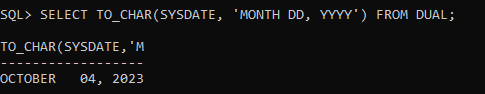 SQL> SELECT TO_CHAR(SYSDATE, 'MONTH DD, YYYY') FROM DUAL;
TO_CHAR(SYSDATE,'M
------------------
OCTOBER   04, 2023